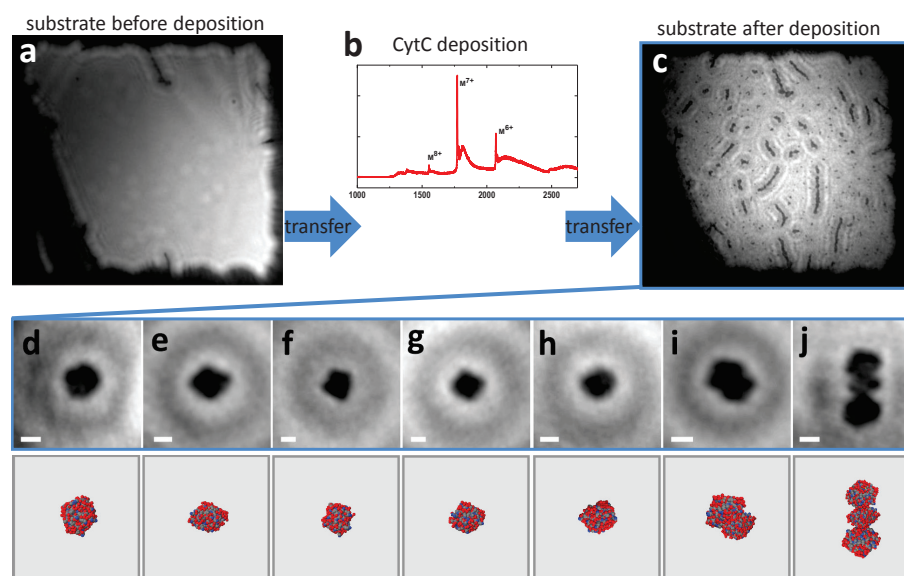 substrate before deposition
a
b
CytC deposition
M⁷⁺
M⁸⁺
M⁶⁺
1000 1500 2000 2500
substrate after deposition
c
transfer
transfer
d e f g h i j